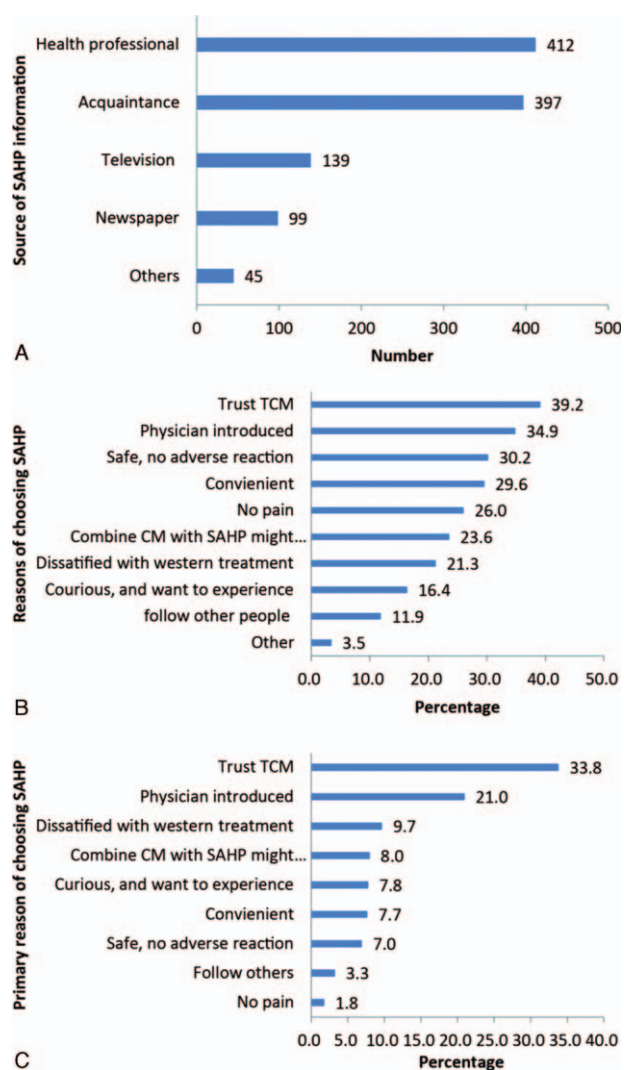 Source of SAHP information
Health professional 412
Acquaintance 397
Television 139
Newspaper 99
Others 45
0 100 200 300 400 500
Number
A
Reasons of choosing SAHP
Trust TCM 39.2
Physician introduced 34.9
Safe, no adverse reaction 30.2
Convienient 29.6
No pain 26.0
Combine CM with SAHP might... 23.6
Dissatified with western treatment 21.3
Courious, and want to experience 16.4
follow other people 11.9
Other 3.5
0.0 10.0 20.0 30.0 40.0 50.0
Percentage
B
Primary reason of choosing SAHP
Trust TCM 33.8
Physician introduced 21.0
Dissatified with western treatment 9.7
Combine CM with SAHP might... 8.0
Curious, and want to experience 7.8
Convienient 7.7
Safe, no adverse reaction 7.0
Follow others 3.3
No pain 1.8
0.0 5.0 10.0 15.0 20.0 25.0 30.0 35.0 40.0
Percentage
C